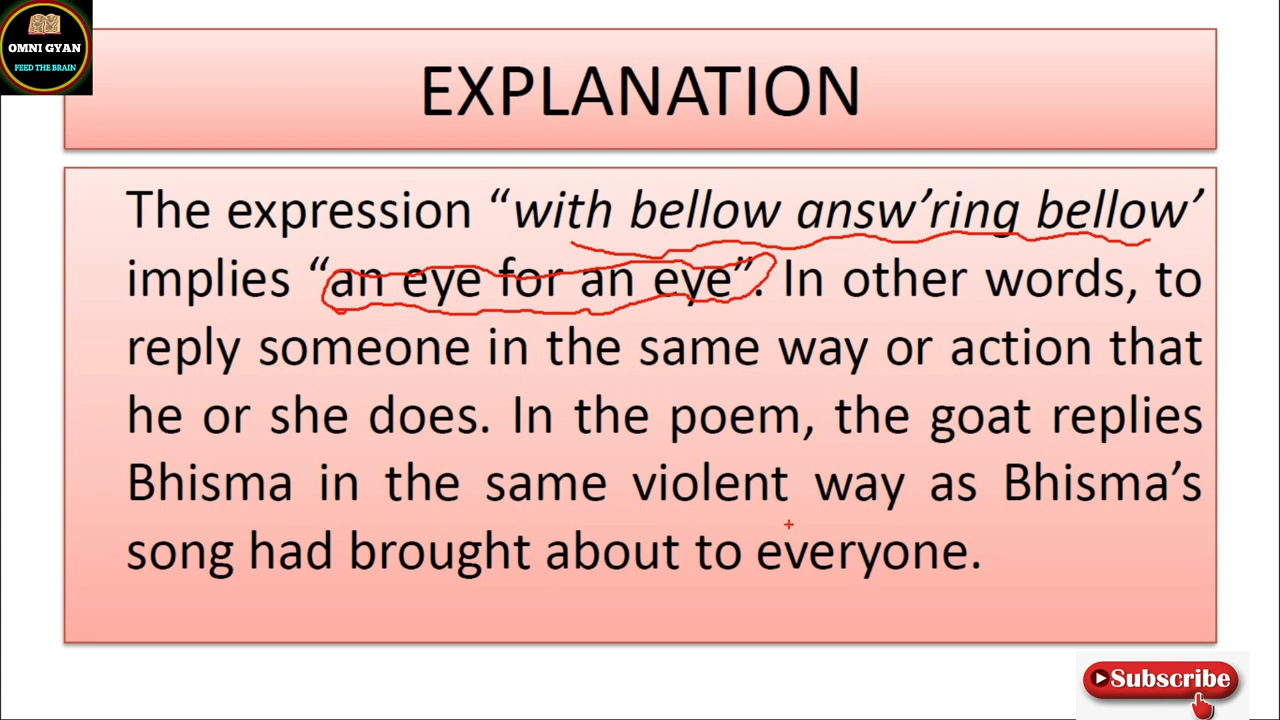 OMNI GYAN
FEED THE BRAIN
EXPLANATION
The expression “with bellow answ’ring bellow’
implies “an eye for an eye”. In other words, to
reply someone in the same way or action that
he or she does. In the poem, the goat replies
Bhisma in the same violent way as Bhisma’s
song had brought about to everyone.
Subscribe